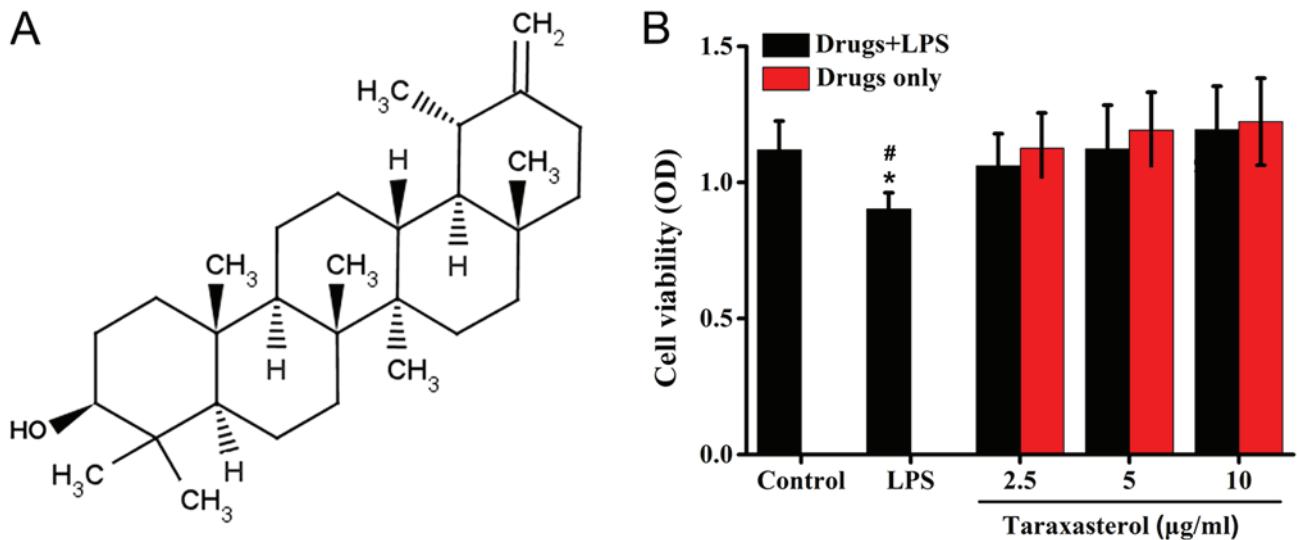 A
CH2
H3C
H
CH3
H
CH3
H3C
H
CH3
HO
H3C
H
CH3
B
Drugs+LPS
Drugs only
Cell viability (OD)
1.5
1.0
0.5
0.0
#
*
Control
LPS
2.5
5
10
Taraxasterol (μg/ml)